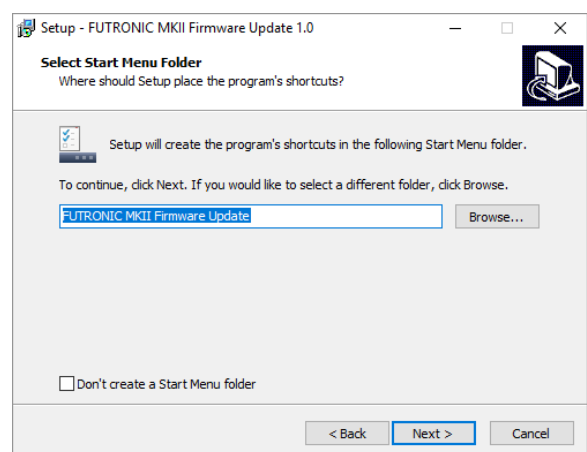 Setup - FUTRONIC MKII Firmware Update 1.0
Select Start Menu Folder
Where should Setup place the program's shortcuts?
Setup will create the program's shortcuts in the following Start Menu folder.
To continue, click Next. If you would like to select a different folder, click Browse.
FUTRONIC MKII Firmware Update
Browse...
Don't create a Start Menu folder
< Back
Next >
Cancel